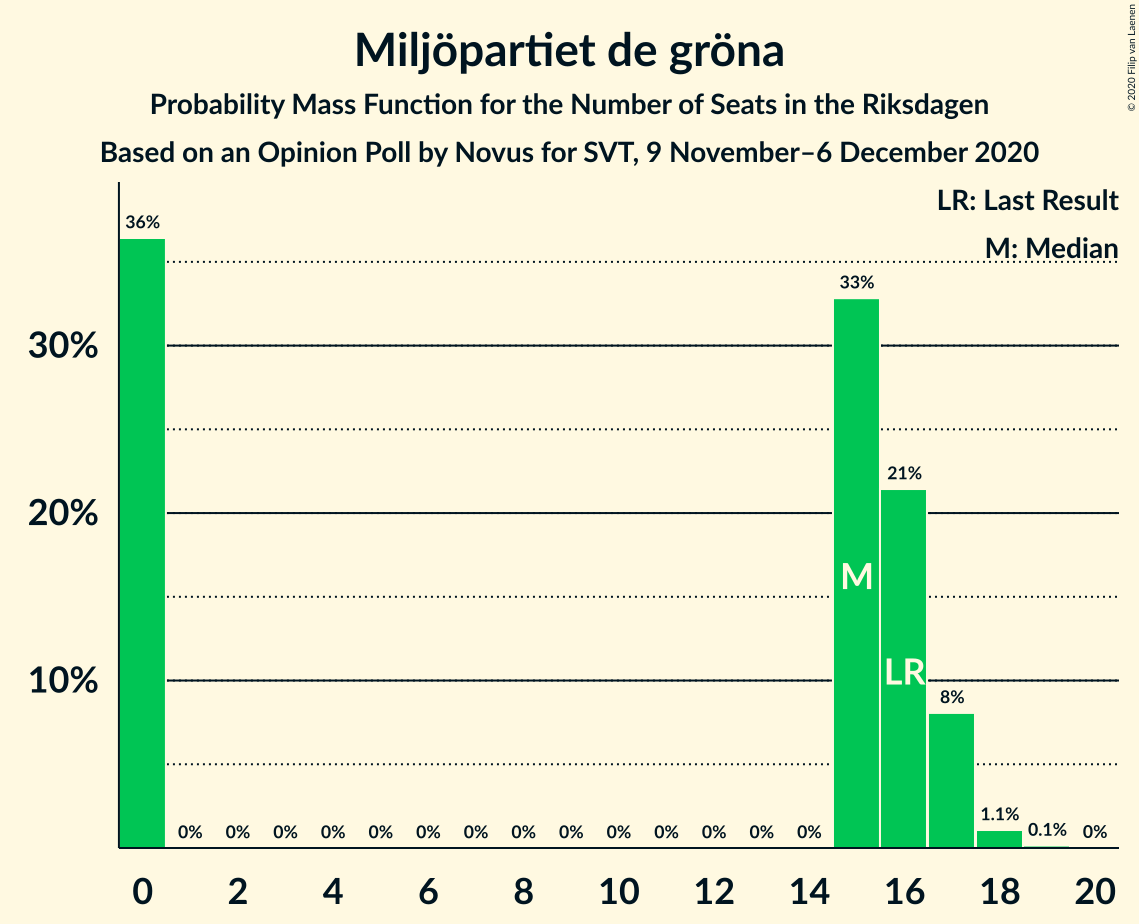 Miljöpartiet de gröna
Probability Mass Function for the Number of Seats in the Riksdagen
Based on an Opinion Poll by Novus for SVT, 9 November–6 December 2020
© 2020 Filip van Laenen
LR: Last Result
M: Median
36%
33%
30%
21%
20%
M
LR
10%
8%
0% 0% 0% 0% 0% 0% 0% 0% 0% 0% 0% 0% 0% 0% 1.1% 0.1% 0%
0 2 4 6 8 10 12 14 16 18 20